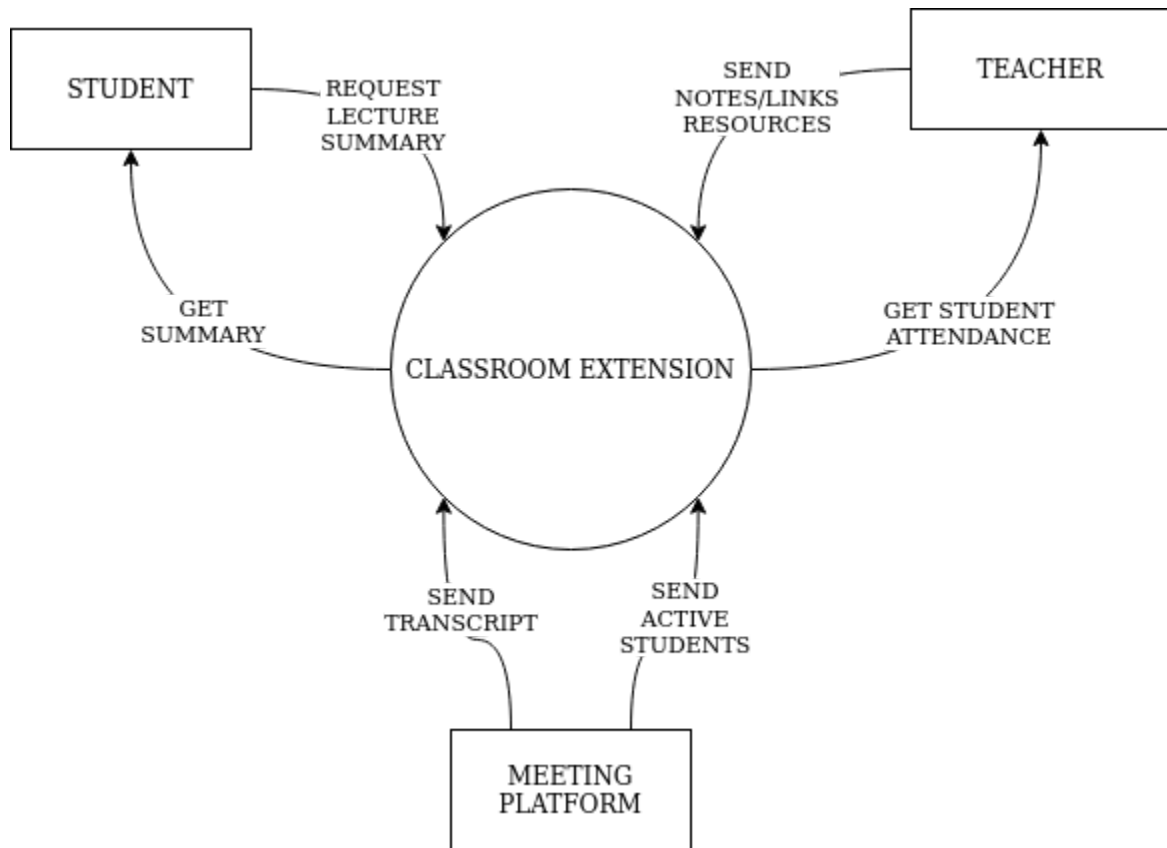 STUDENT
REQUEST
LECTURE
SUMMARY
SEND
NOTES/LINKS
RESOURCES
TEACHER
GET
SUMMARY
CLASSROOM EXTENSION
GET STUDENT
ATTENDANCE
SEND
TRANSCRIPT
SEND
ACTIVE
STUDENTS
MEETING
PLATFORM